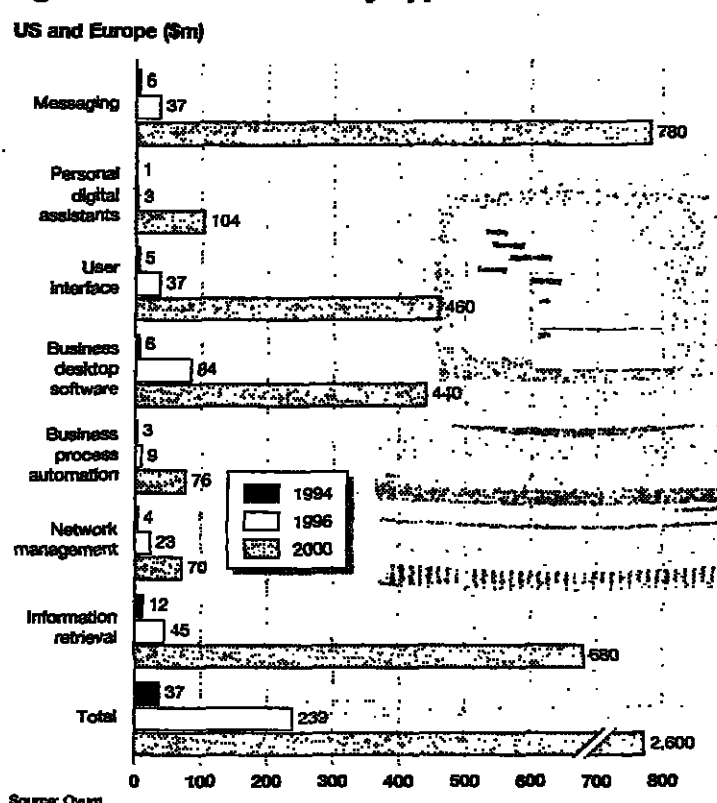 US and Europe ($m)
6
Messaging
37
780
Personal
digital
assistants
1
3
104
User
interface
5
37
460
Business
desktop
software
6
84
440
Business
process
automation
3
9
76
1994
1996
2000
Network
management
4
23
70
Information
retrieval
12
45
680
Total
37
239
2,600
0 100 200 300 400 500 600 700 800
Source: Ovum